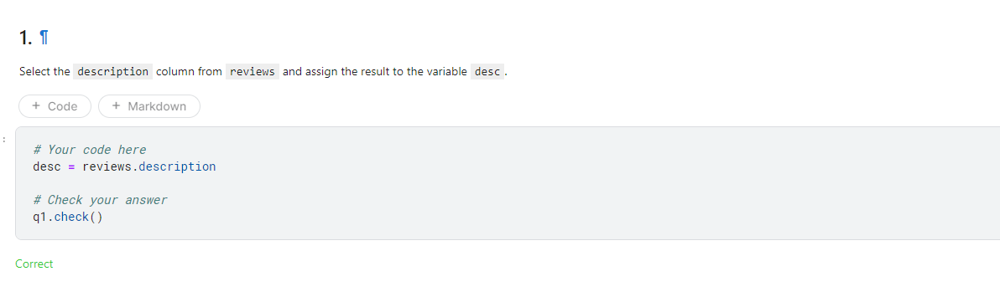 1. ¶
Select the description column from reviews and assign the result to the variable desc.
+ Code + Markdown
:
# Your code here
desc = reviews.description
# Check your answer
q1.check()
Correct